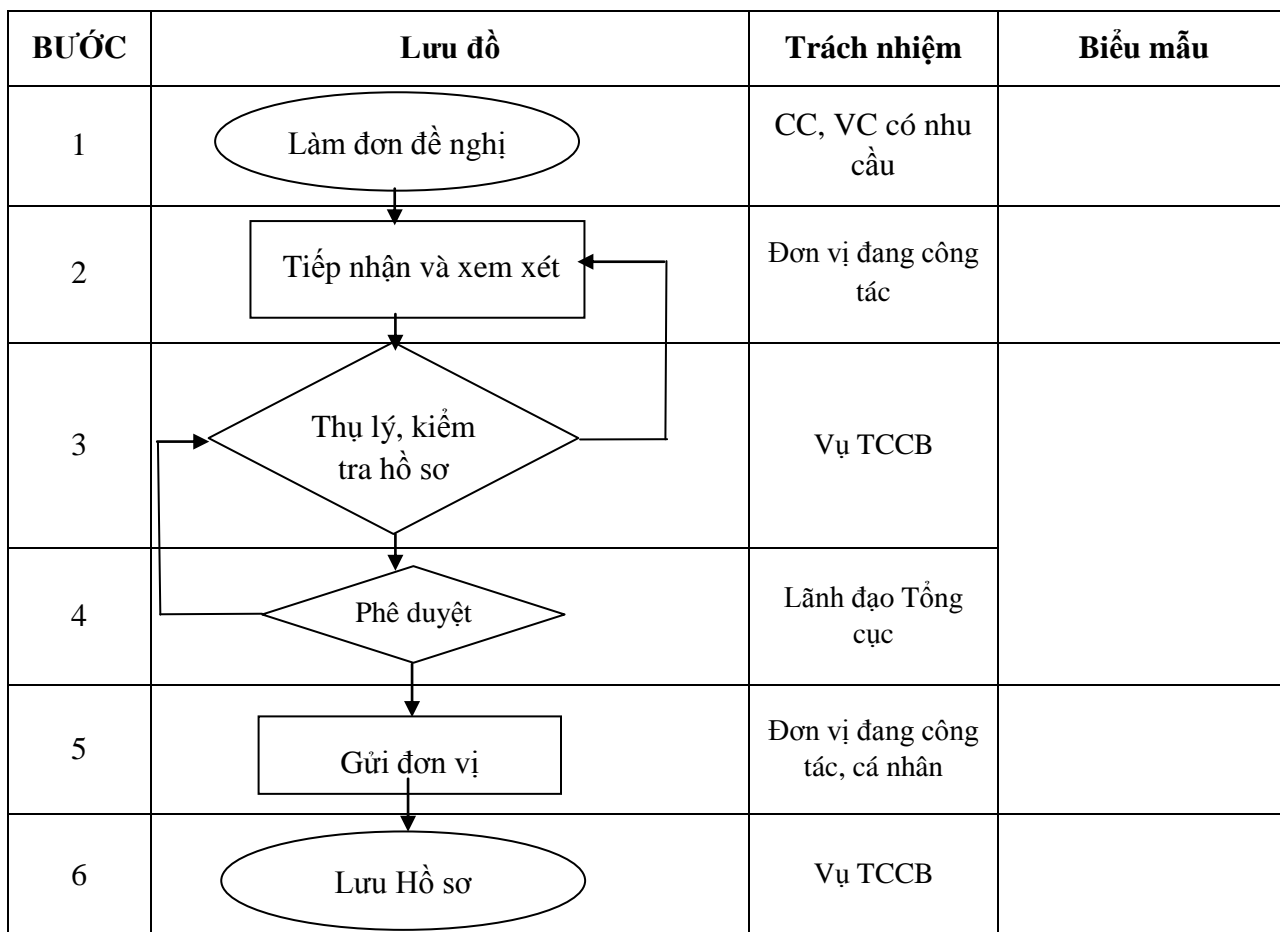 BƯỚC
Lưu đồ
Trách nhiệm
Biểu mẫu
1
Làm đơn đề nghị
CC, VC có nhu
cầu
2
Tiếp nhận và xem xét
Đơn vị đang công
tác
3
Thụ lý, kiểm
tra hồ sơ
Vụ TCCB
4
Phê duyệt
Lãnh đạo Tổng
cục
5
Gửi đơn vị
Đơn vị đang công
tác, cá nhân
6
Lưu Hồ sơ
Vụ TCCB